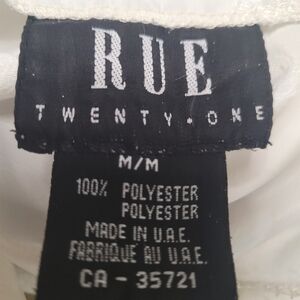 RUE
TWENTY·ONE
M/M
100% POLYESTER
POLYESTER
MADE IN U.A.E.
FABRIQUE AU U.A.E.
CA - 35721